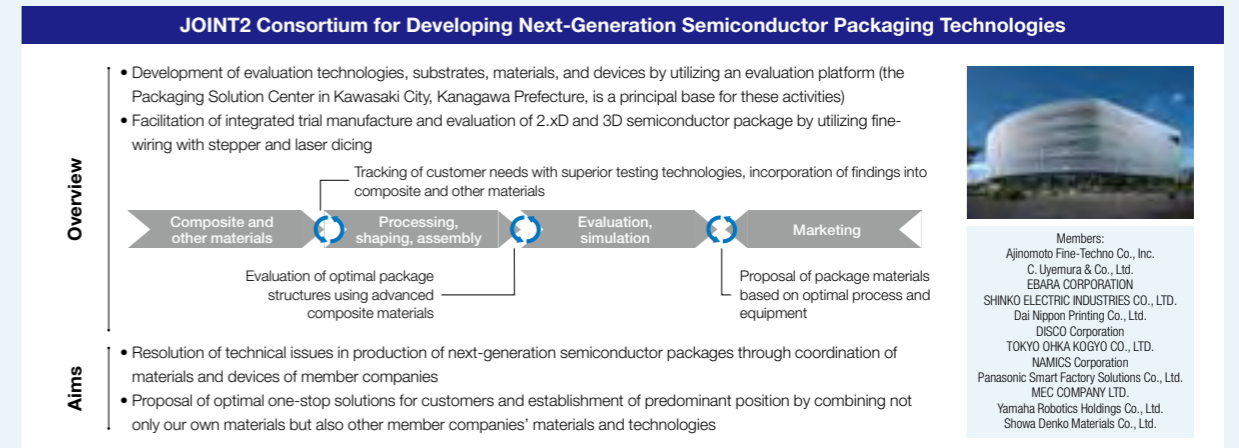 JOINT2 Consortium for Developing Next-Generation Semiconductor Packaging Technologies
Overview
• Development of evaluation technologies, substrates, materials, and devices by utilizing an evaluation platform (the
Packaging Solution Center in Kawasaki City, Kanagawa Prefecture, is a principal base for these activities)
• Facilitation of integrated trial manufacture and evaluation of 2.xD and 3D semiconductor package by utilizing fine-
wiring with stepper and laser dicing
Tracking of customer needs with superior testing technologies, incorporation of findings into
composite and other materials
Composite and
other materials
Processing,
shaping, assembly
Evaluation,
simulation
Marketing
Evaluation of optimal package
structures using advanced
composite materials
Proposal of package materials
based on optimal process and
equipment
Aims
• Resolution of technical issues in production of next-generation semiconductor packages through coordination of
materials and devices of member companies
• Proposal of optimal one-stop solutions for customers and establishment of predominant position by combining not
only our own materials but also other member companies' materials and technologies
Members:
Ajinomoto Fine-Techno Co., Inc.
C. Uyemura & Co., Ltd.
EBARA CORPORATION
SHINKO ELECTRIC INDUSTRIES CO., LTD.
Dai Nippon Printing Co., Ltd.
DISCO Corporation
TOKYO OHKA KOGYO CO., LTD.
NAMICS Corporation
Panasonic Smart Factory Solutions Co., Ltd.
MEC COMPANY LTD.
Yamaha Robotics Holdings Co., Ltd.
Showa Denko Materials Co., Ltd.